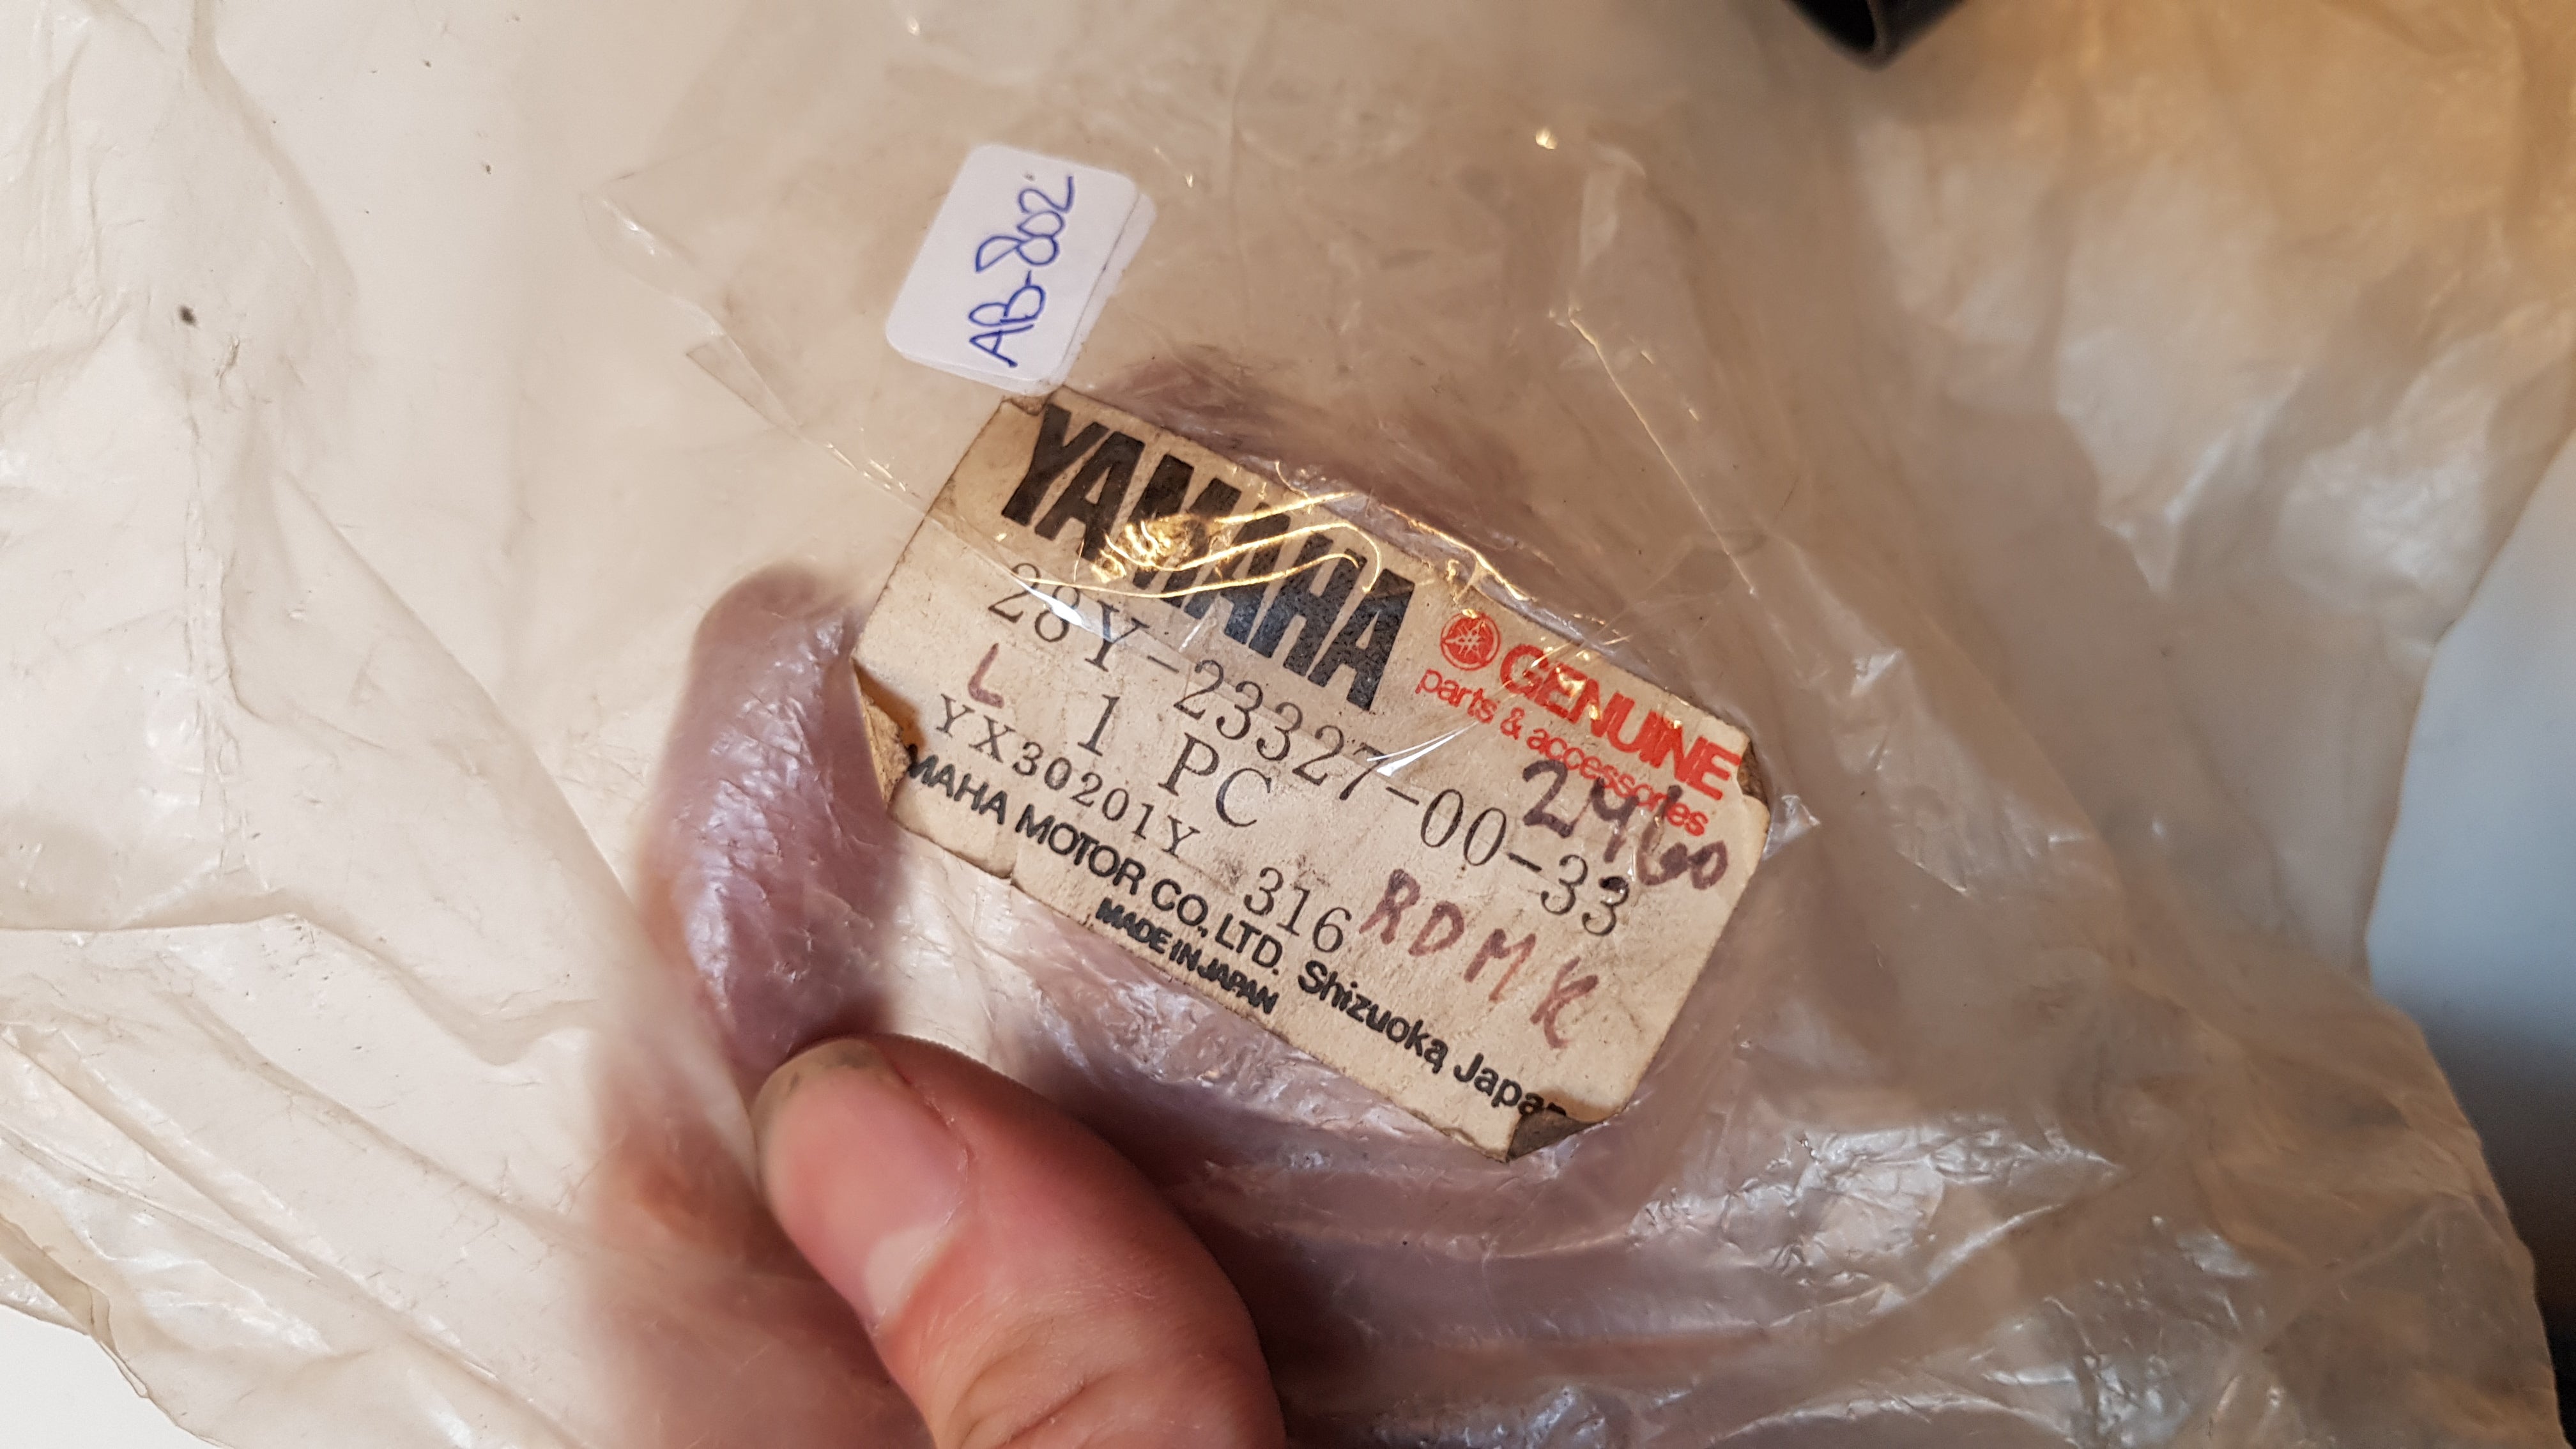 AB-802
YAMAHA
GENUINE
parts & accessories
28Y-23327-00-33
2460
L 1 PC
YX30201Y 316 RDMK
MAHA MOTOR CO., LTD. Shizuoka, Japan
MADE IN JAPAN